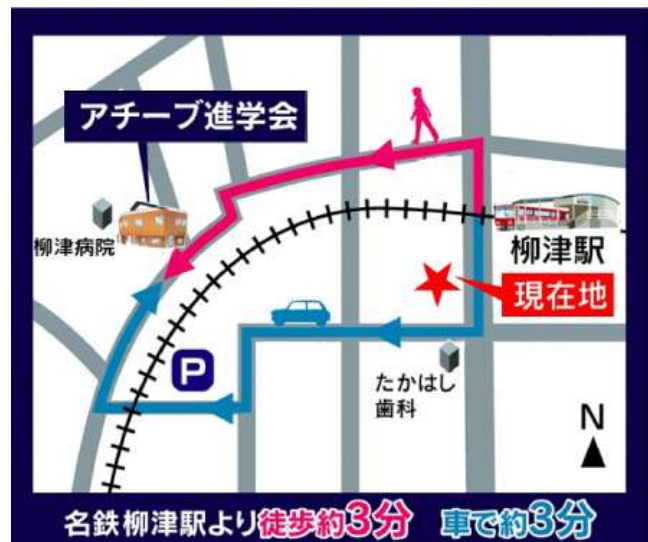 アチーブ進学会
柳津病院
柳津駅
現在地
P
たかはし
歯科
N
名鉄柳津駅より徒歩約3分 車で約3分